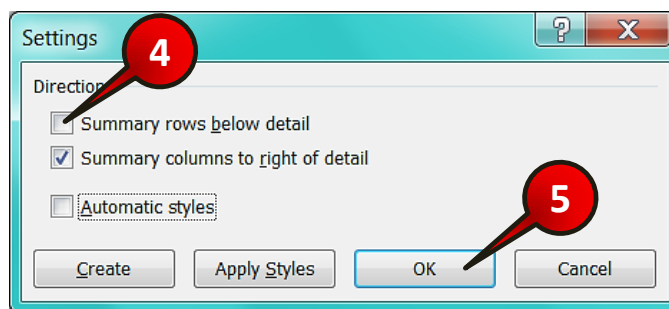 Settings
4
Direction
Summary rows below detail
Summary columns to right of detail
Automatic styles
5
Create Apply Styles OK Cancel